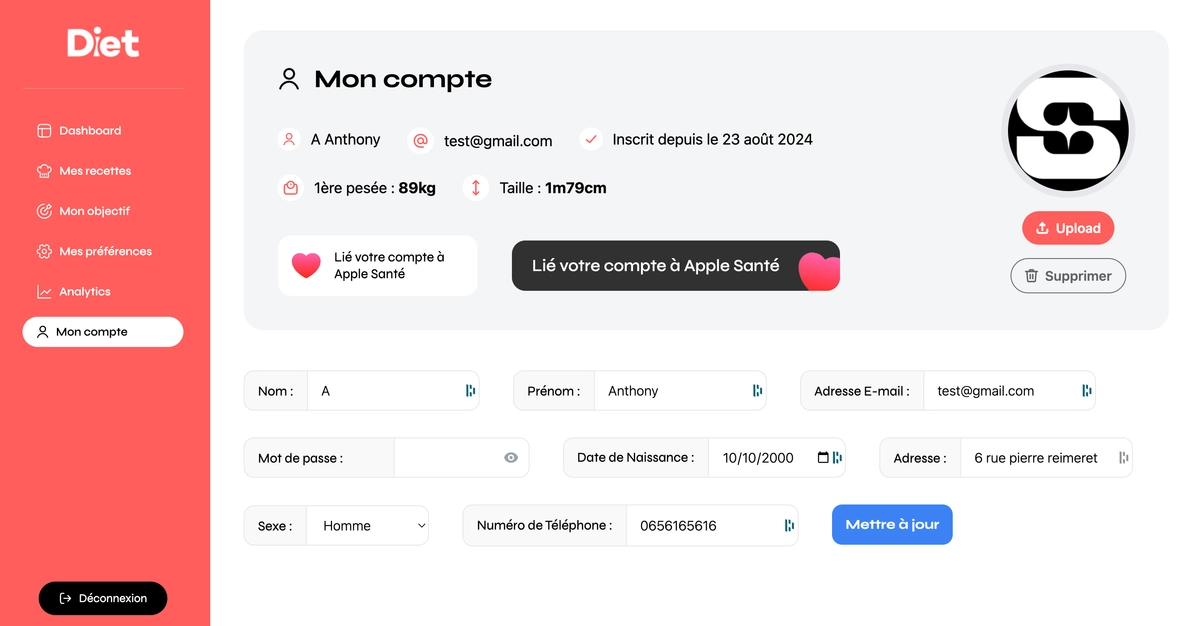 Diet
Dashboard
Mes recettes
Mon objectif
Mes préférences
Analytics
Mon compte
Déconnexion
Mon compte
A Anthony
test@gmail.com
Inscrit depuis le 23 août 2024
1ère pesée : 89kg
Taille : 1m79cm
Lié votre compte à
Apple Santé
Lié votre compte à Apple Santé
S
Upload
Supprimer
Nom :
A
Prénom :
Anthony
Adresse E-mail :
test@gmail.com
Mot de passe :
Date de Naissance :
10/10/2000
Adresse :
6 rue pierre reimeret
Sexe :
Homme
Numéro de Téléphone :
0656165616
Mettre à jour